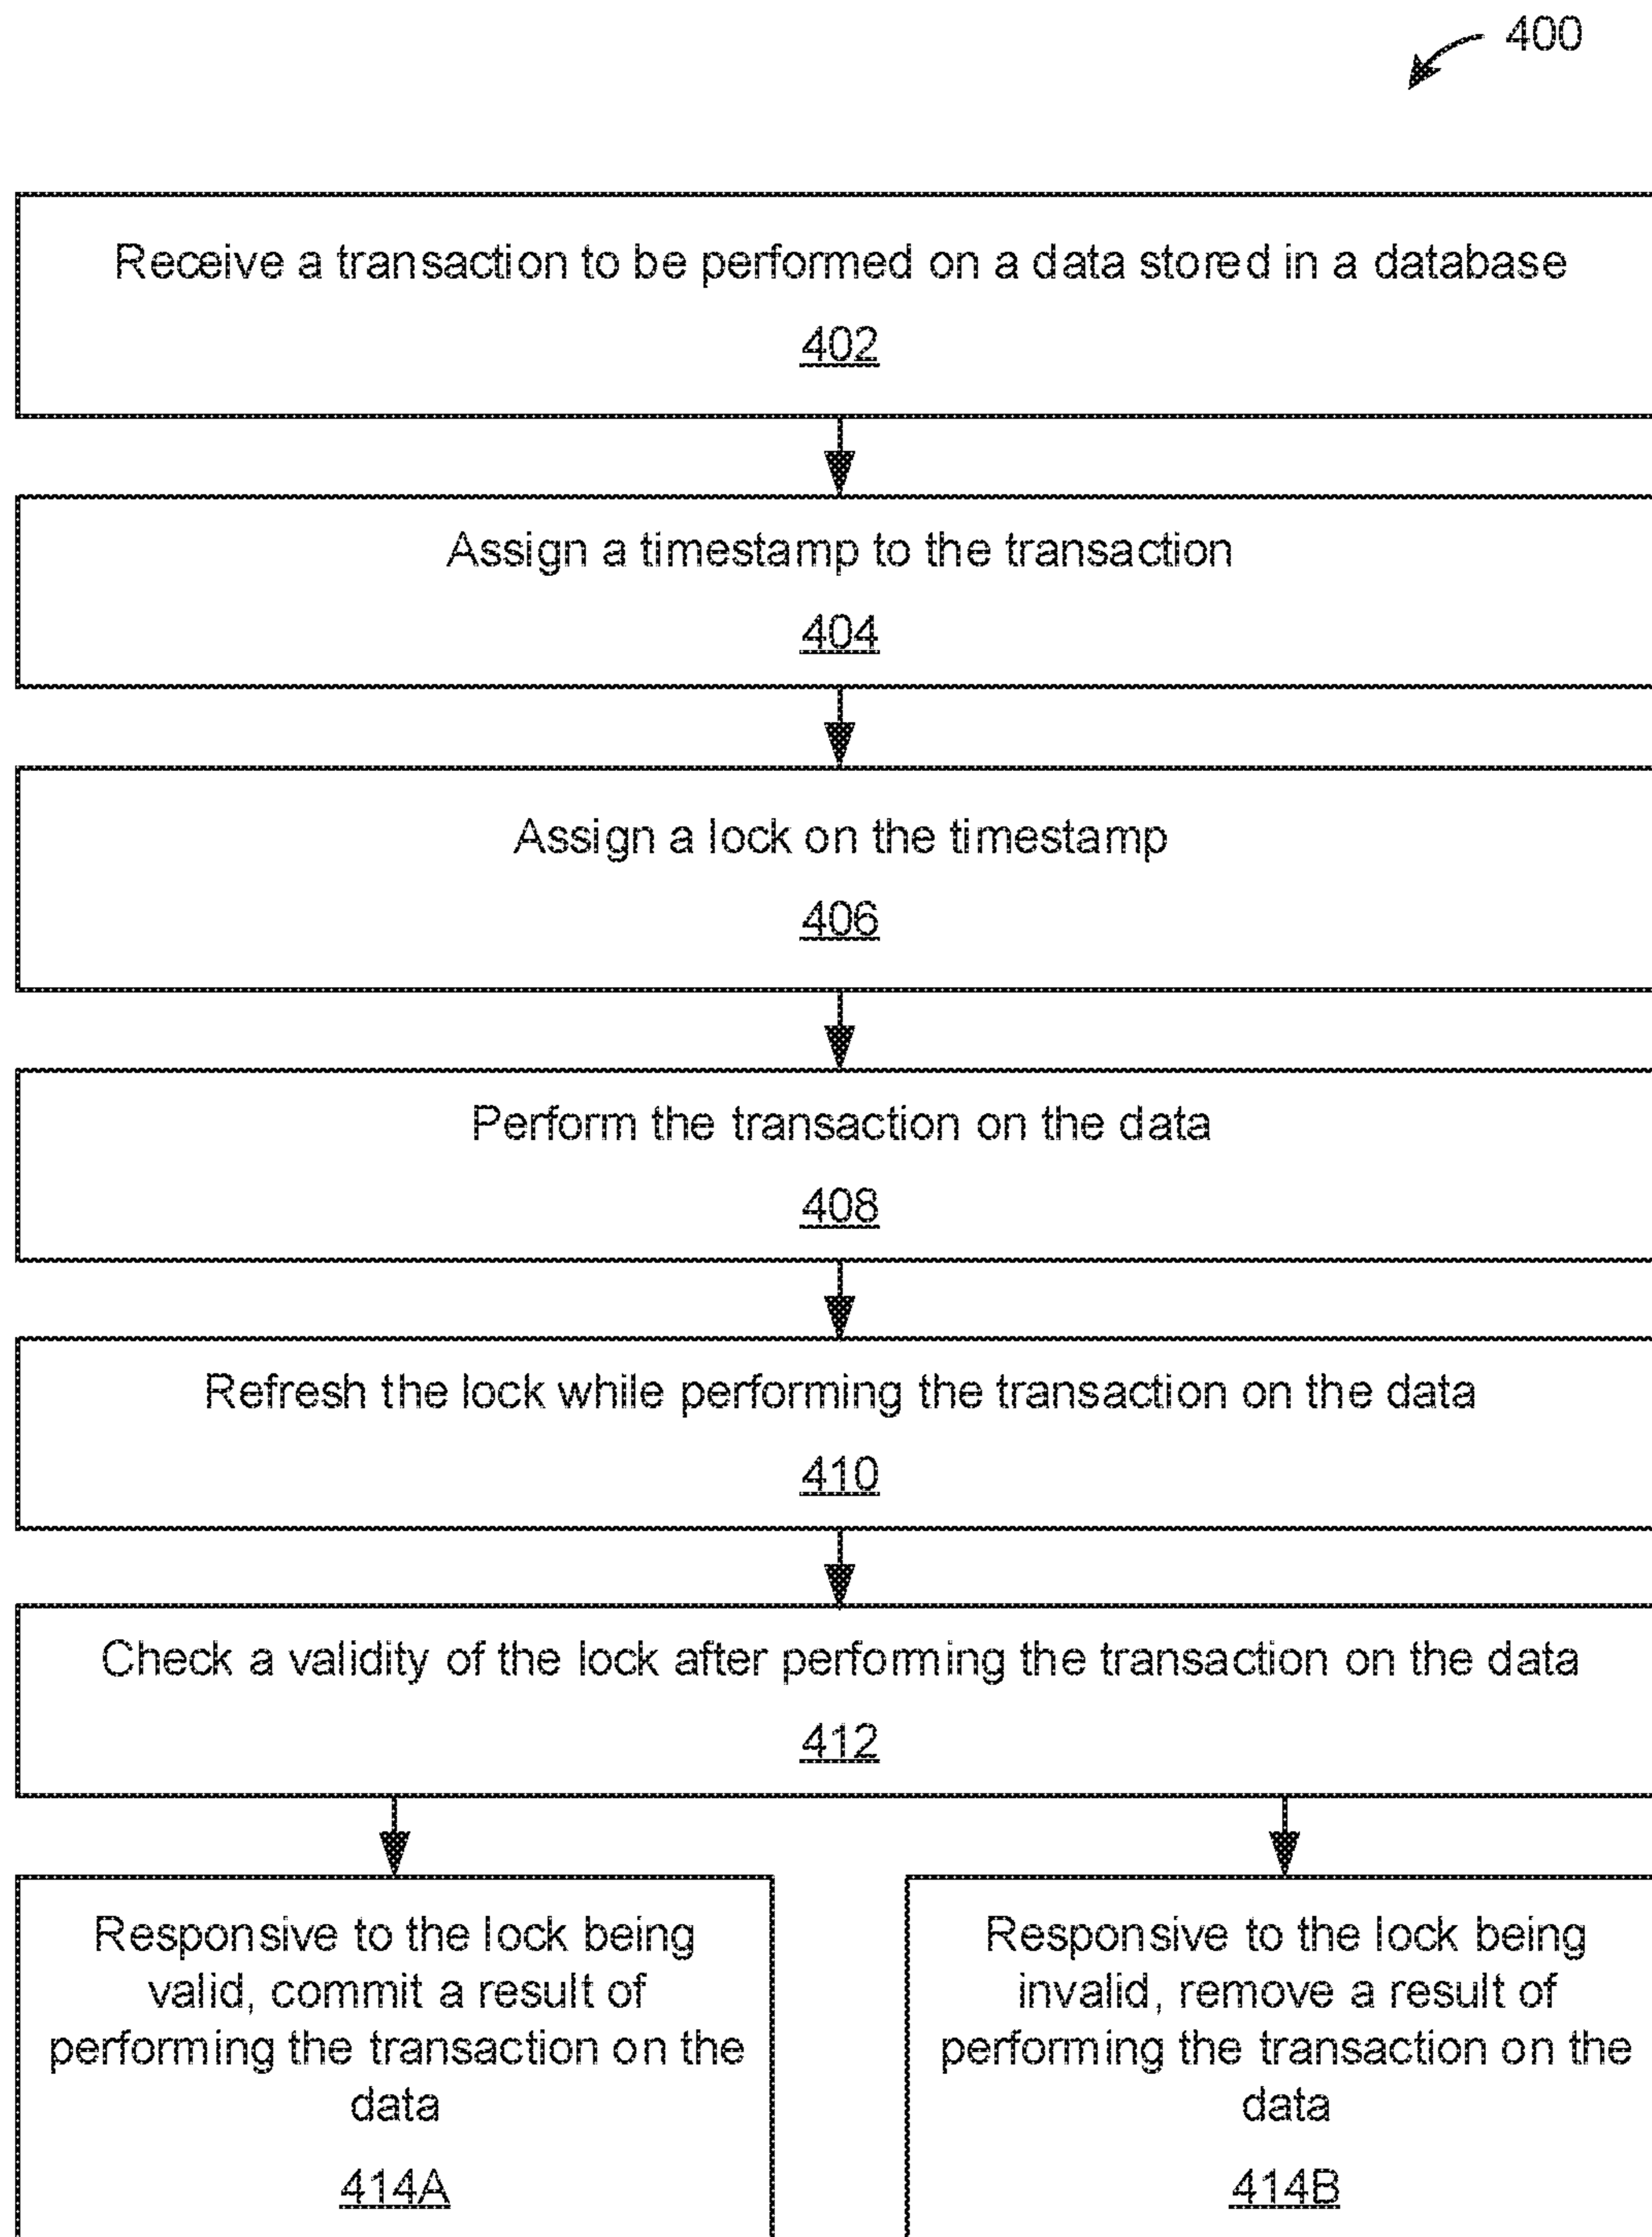 400
Receive a transaction to be performed on a data stored in a database
402
Assign a timestamp to the transaction
404
Assign a lock on the timestamp
406
Perform the transaction on the data
408
Refresh the lock while performing the transaction on the data
410
Check a validity of the lock after performing the transaction on the data
412
Responsive to the lock being
valid, commit a result of
performing the transaction on the
data
414A
Responsive to the lock being
invalid, remove a result of
performing the transaction on the
data
414B